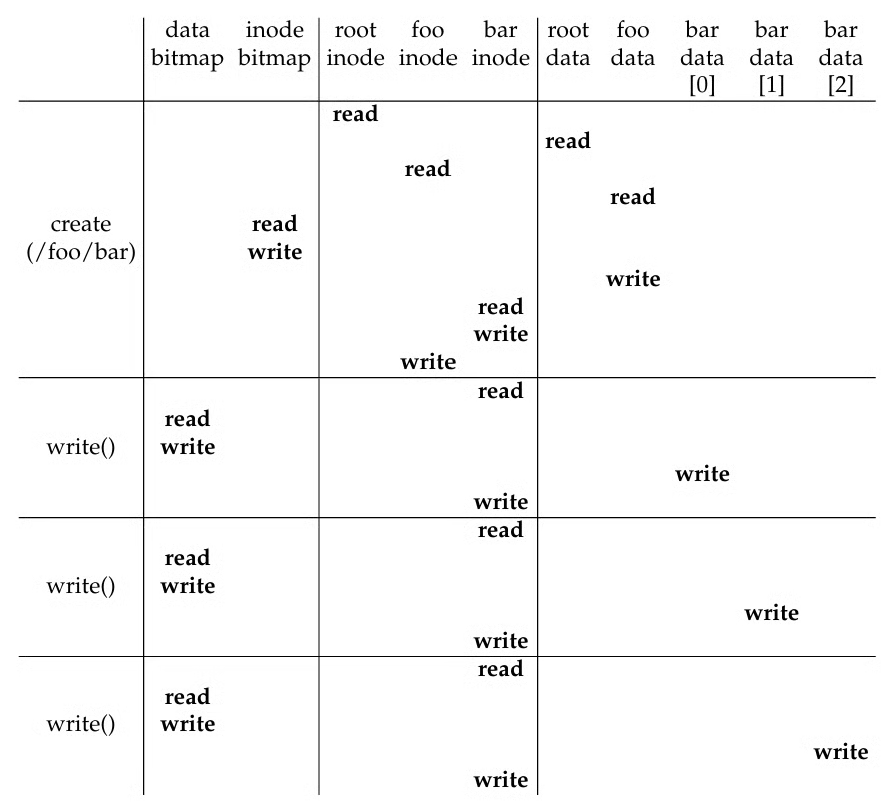 data inode root foo bar root foo bar bar bar
bitmap bitmap inode inode inode data data data data data
[0] [1] [2]
read
read
read
read
create read
(/foo/bar) write
write
read
write
write
read
read
write() write
write
write
read
read
write() write
write
write
read
read
write() write
write
write